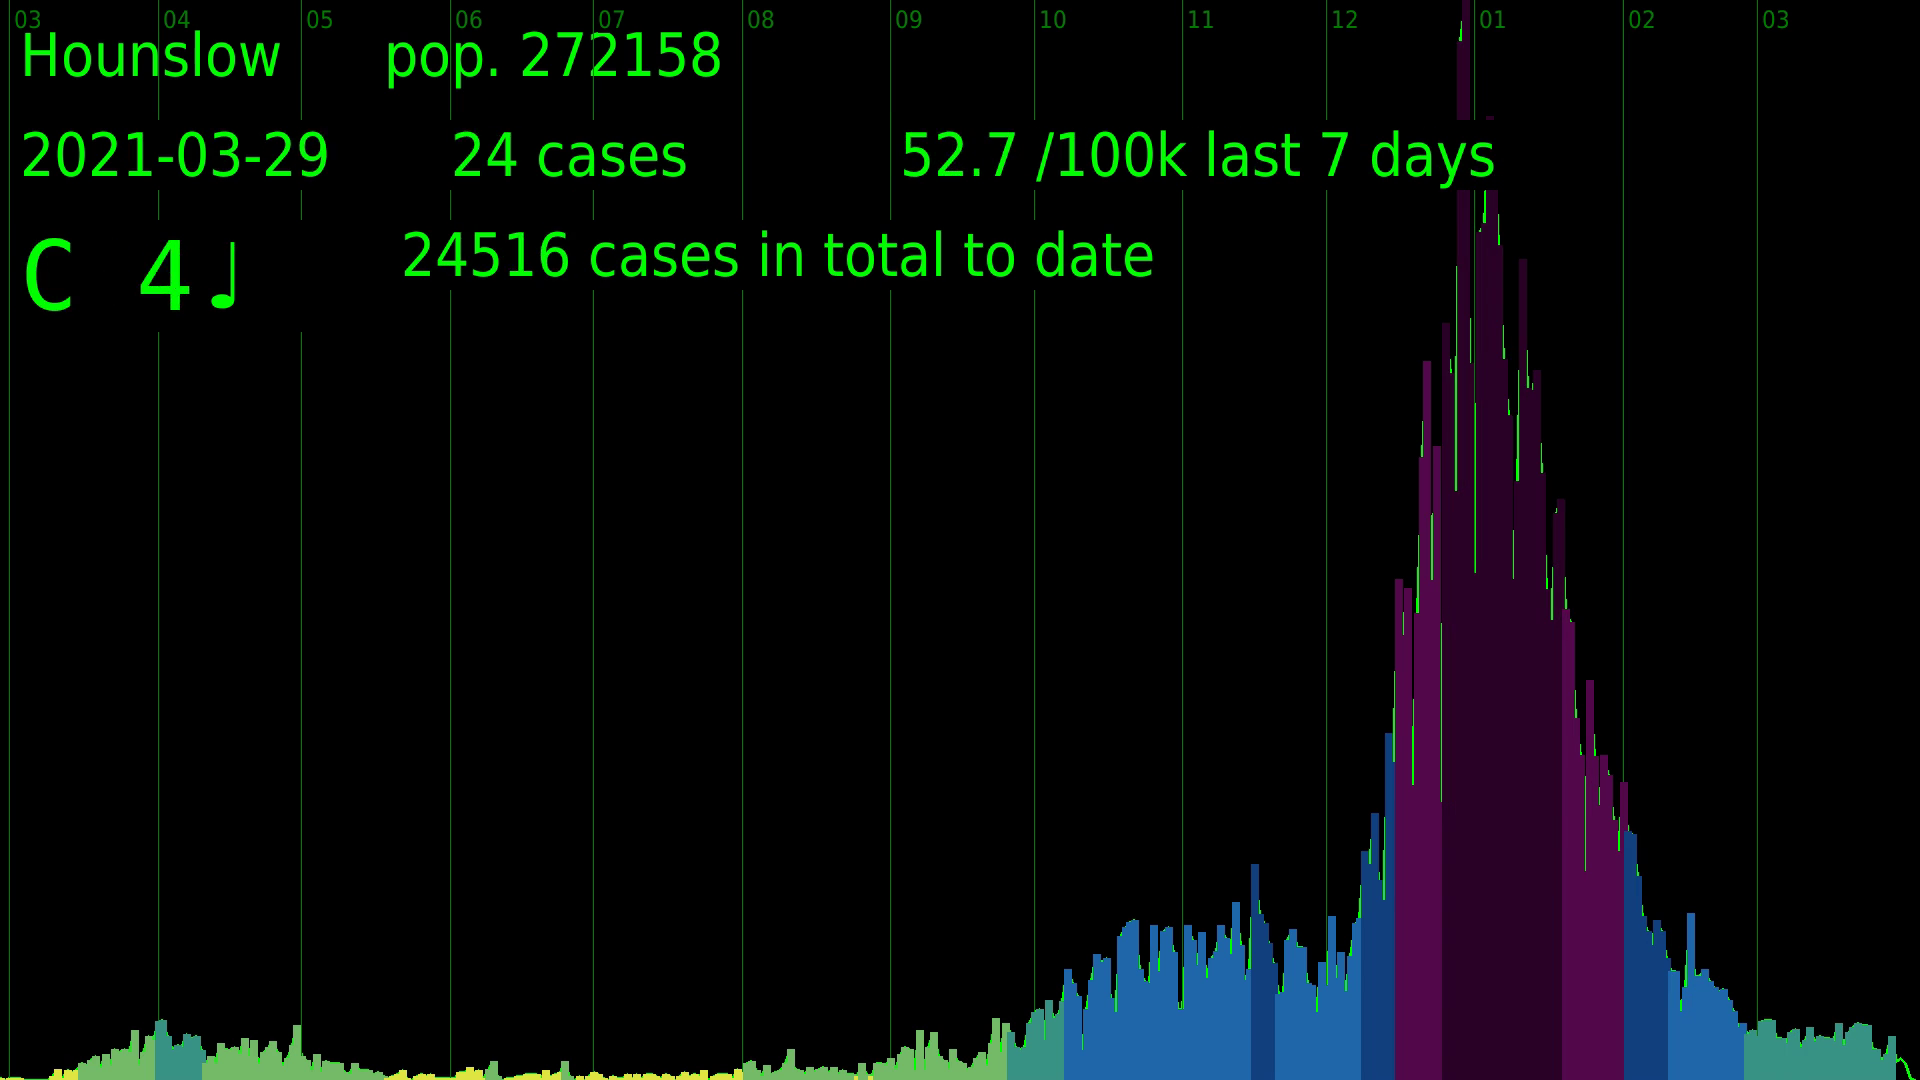 03 04 05 06 07 08 09 10 11 12 01 02 03
Hounslow pop. 272158
2021-03-29 24 cases 52.7 /100k last 7 days
C 4♩ 24516 cases in total to date